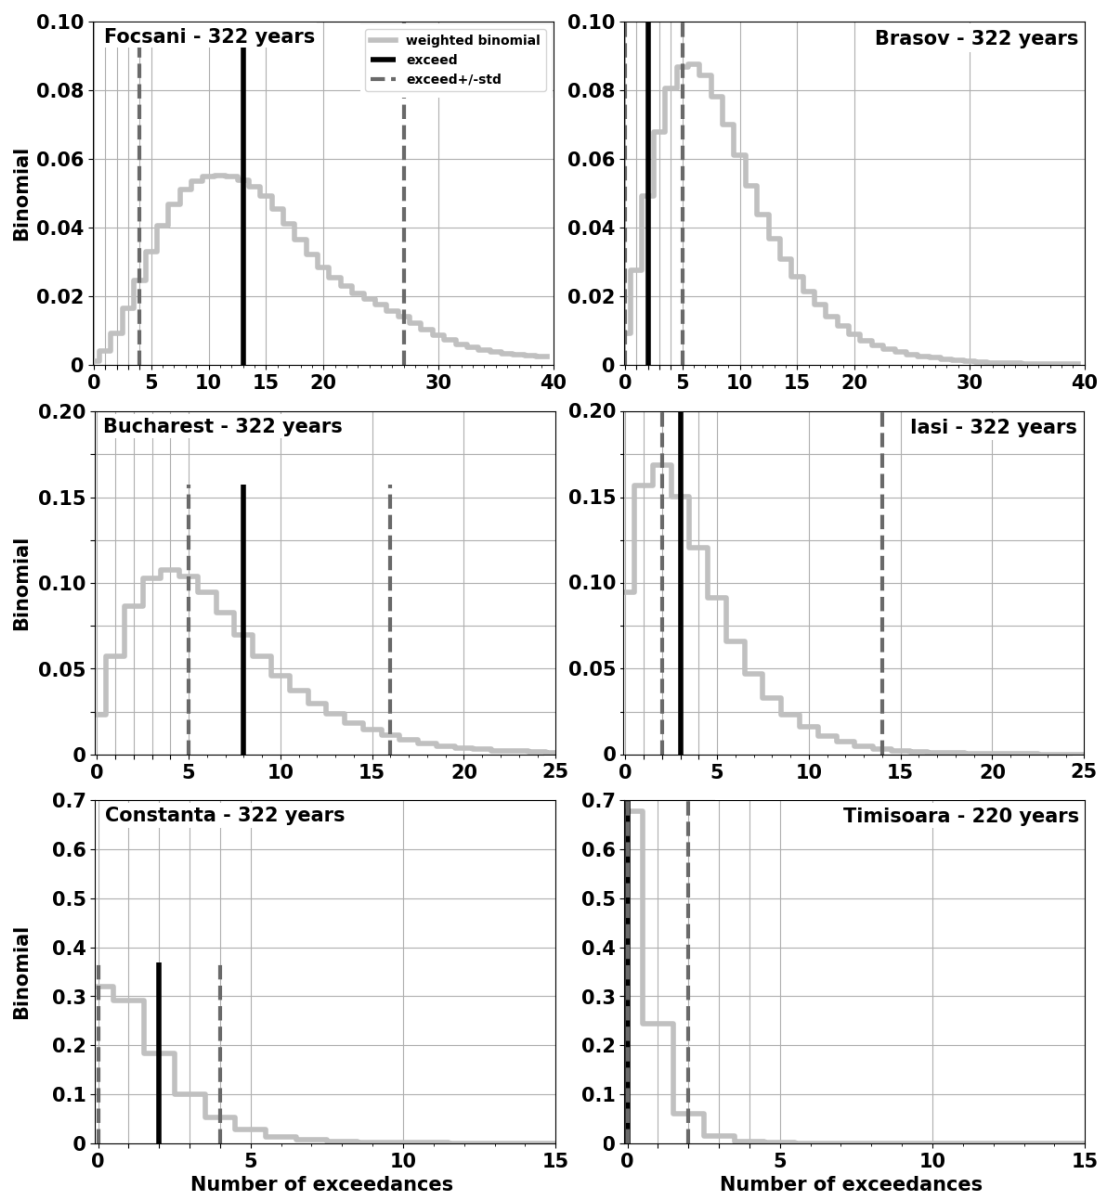 Focsani - 322 years
weighted binomial
exceed
exceed+/-std
Binomial
0.10
0.08
0.06
0.04
0.02
0
0 5 10 15 20 30 40
Brasov - 322 years
0.10
0.08
0.06
0.04
0.02
0
0 5 10 15 20 30 40
Bucharest - 322 years
Binomial
0.20
0.15
0.10
0.05
0
0 5 10 15 20 25
Iasi - 322 years
0.20
0.15
0.10
0.05
0
0 5 10 15 20 25
Constanta - 322 years
Binomial
0.7
0.6
0.5
0.4
0.3
0.2
0.1
0
0 5 10 15
Number of exceedances
Timisoara - 220 years
0.7
0.6
0.5
0.4
0.3
0.2
0.1
0
0 5 10 15
Number of exceedances